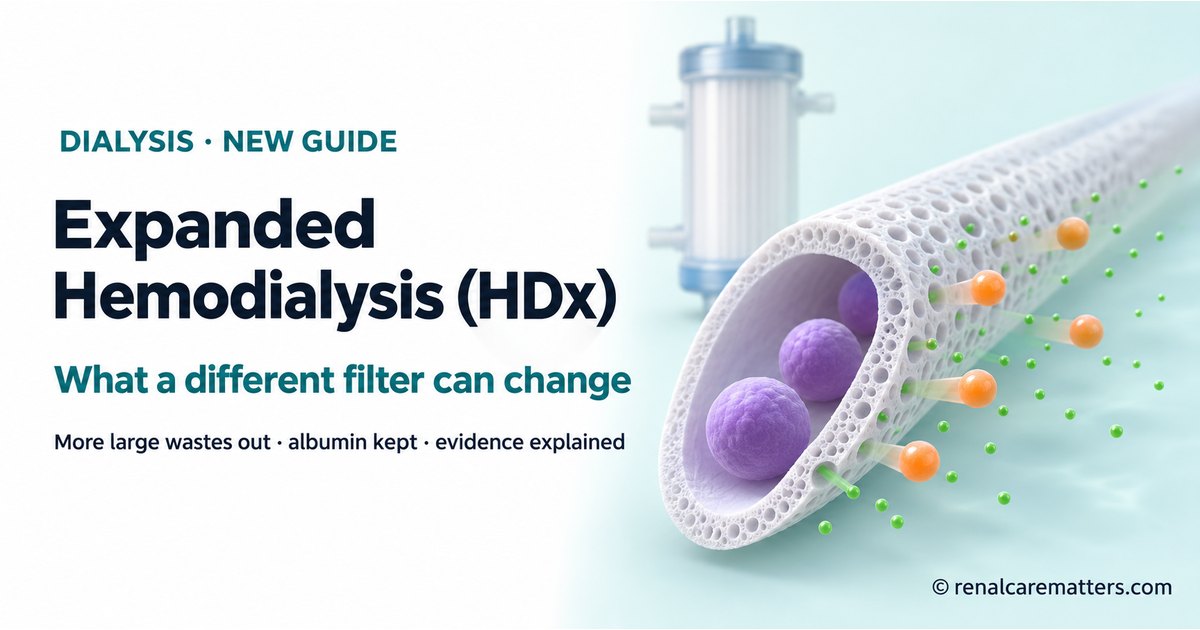 DIALYSIS · NEW GUIDE
Expanded
Hemodialysis (HDx)
What a different filter can change
More large wastes out · albumin kept · evidence explained
© renalcarematters.com